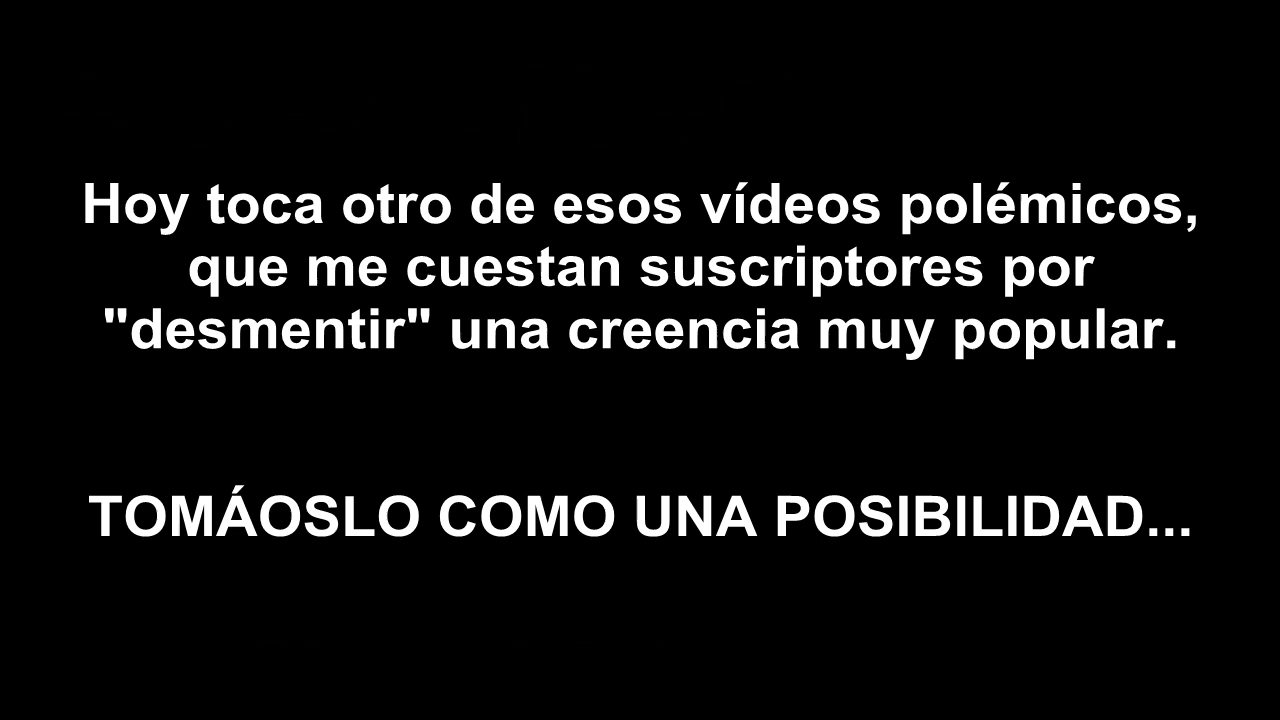 Hoy toca otro de esos vídeos polémicos,
que me cuestan suscriptores por
"desmentir" una creencia muy popular.
TOMÁOSLO COMO UNA POSIBILIDAD...